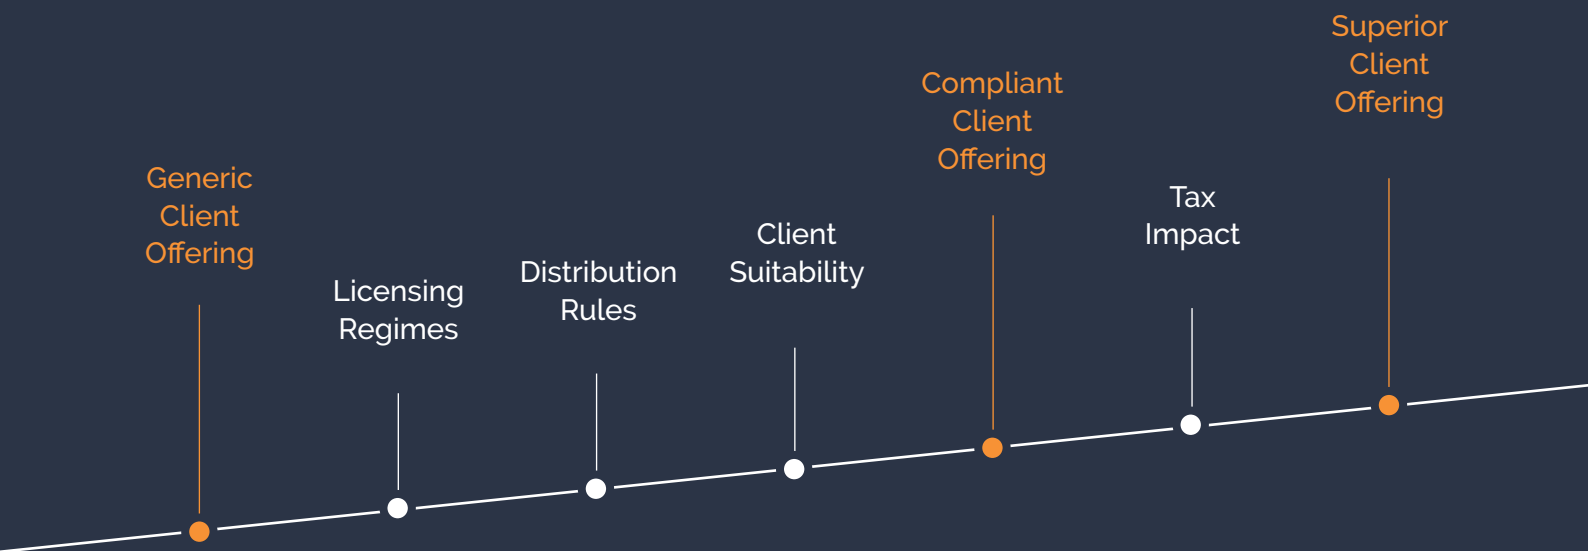 Generic
Client
Offering
Licensing
Regimes
Distribution
Rules
Client
Suitability
Compliant
Client
Offering
Tax
Impact
Superior
Client
Offering